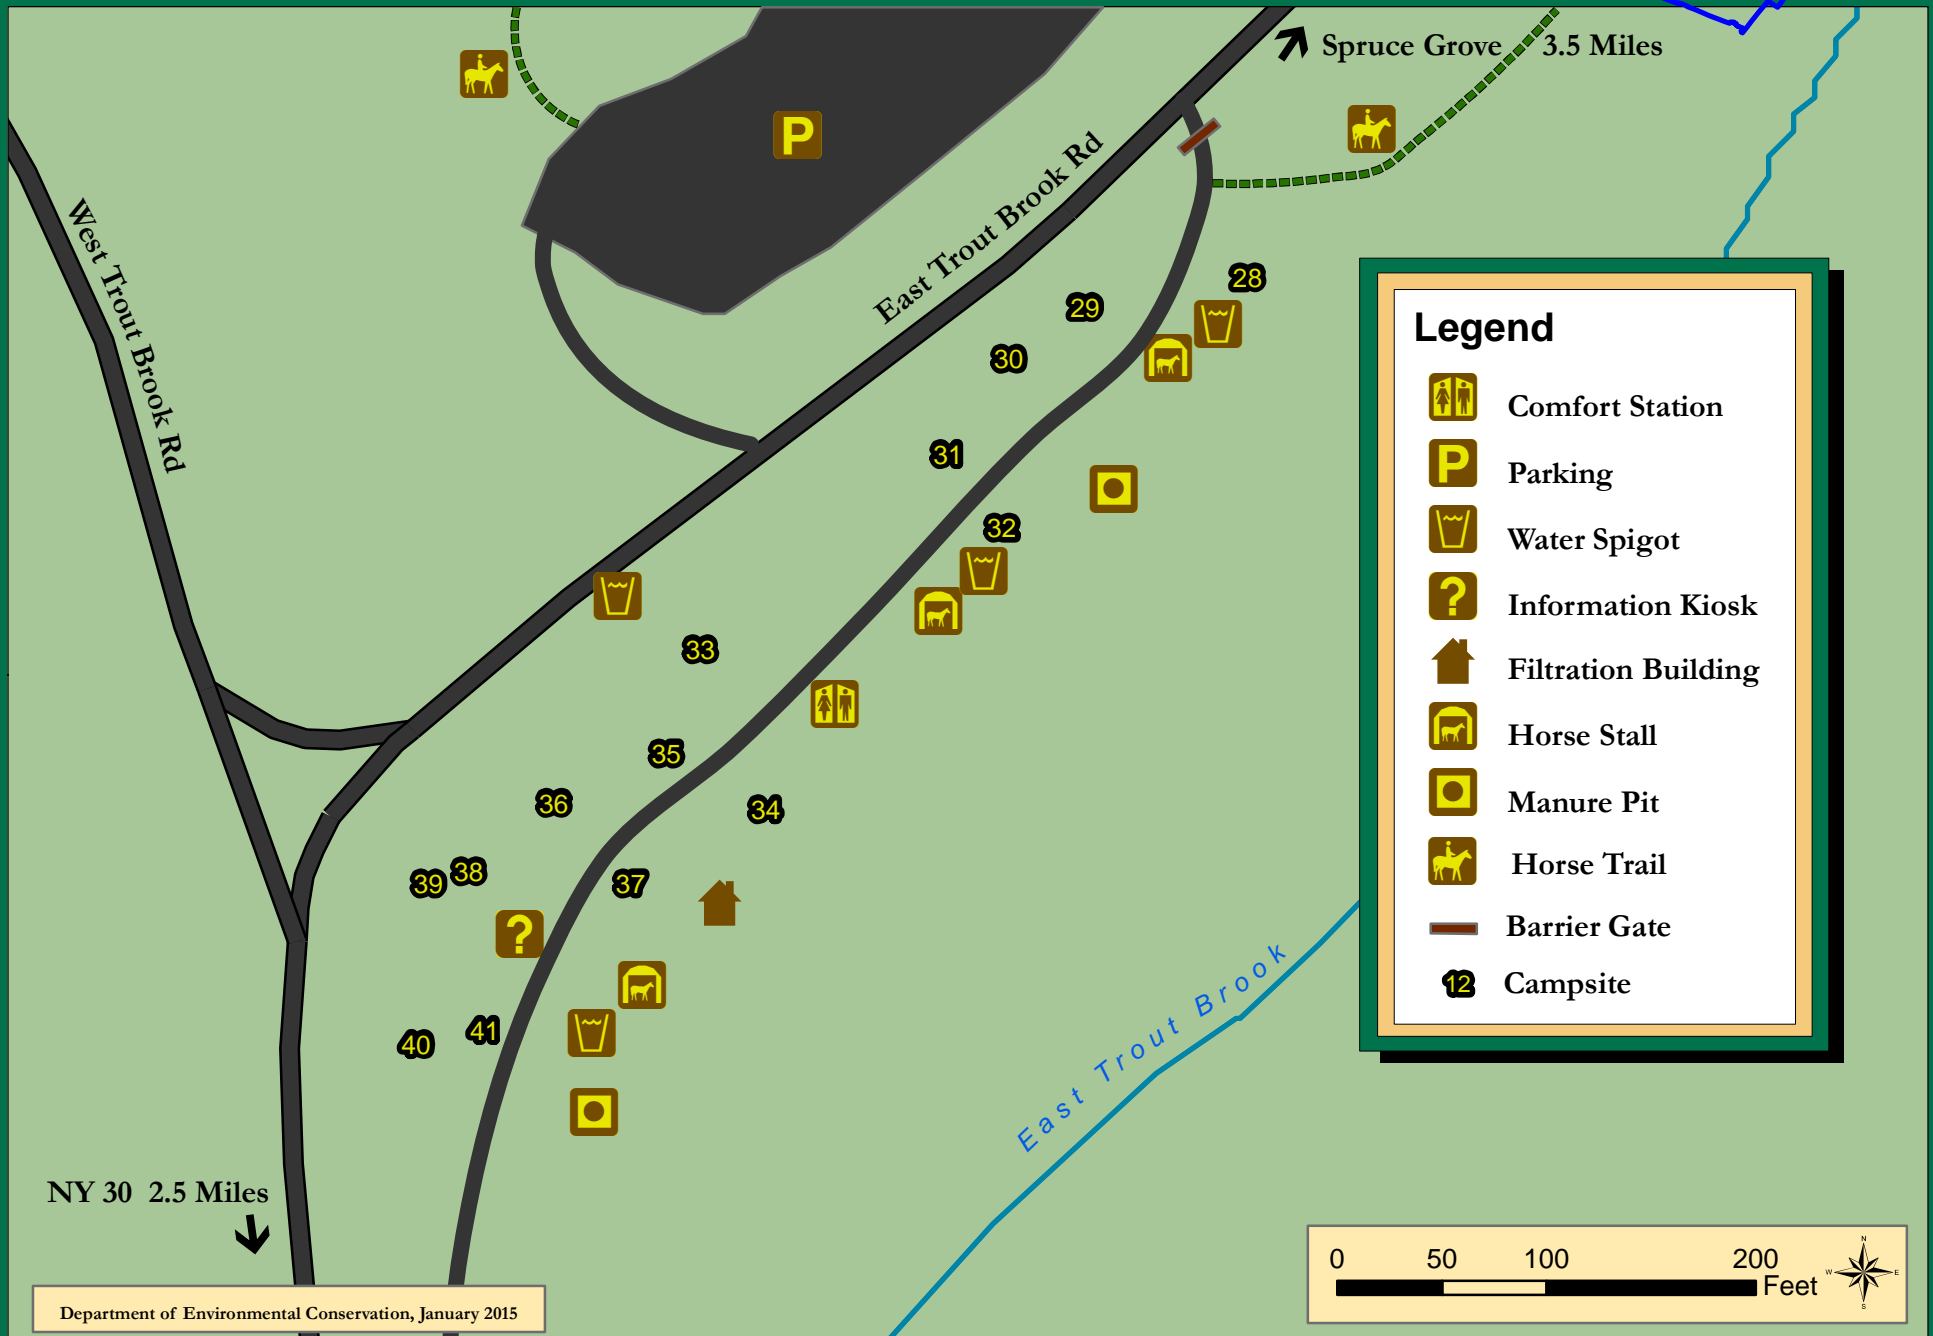 Spruce Grove 3.5 Miles
P
East Trout Brook Rd
West Trout Brook Rd
28
29
30
31
32
33
35
34
36
38
39
37
?
41
40
East Trout Brook
NY 30 2.5 Miles
Department of Environmental Conservation, January 2015
Legend
Comfort Station
P Parking
Water Spigot
? Information Kiosk
Filtration Building
Horse Stall
Manure Pit
Horse Trail
Barrier Gate
12 Campsite
0 50 100 200
Feet
N
W E
S